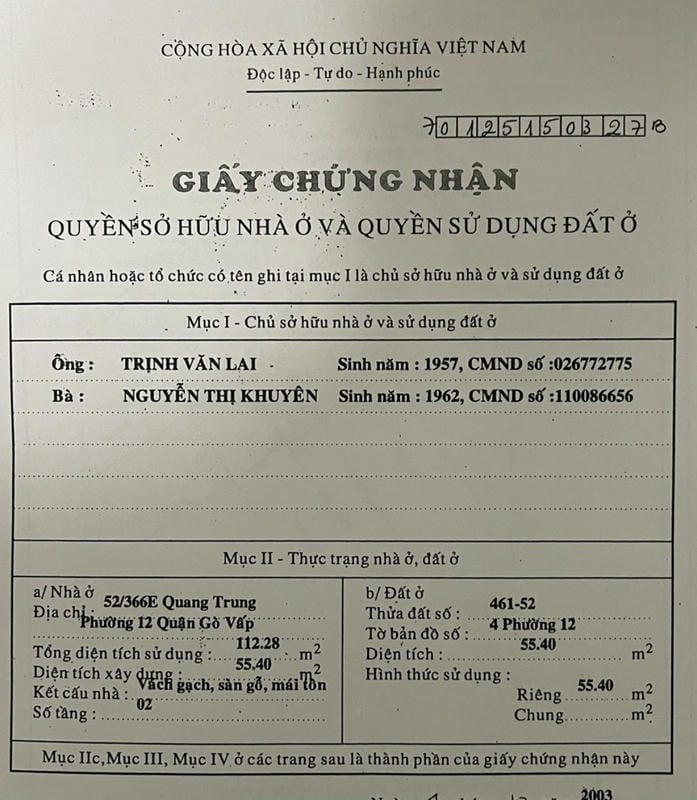 CỘNG HÒA XÃ HỘI CHỦ NGHĨA VIỆT NAM
Độc lập - Tự do - Hạnh phúc
701251503 27 B
GIẤY CHỨNG NHẬN
QUYỀN SỞ HỮU NHÀ Ở VÀ QUYỀN SỬ DỤNG ĐẤT Ở
Cá nhân hoặc tổ chức có tên ghi tại mục I là chủ sở hữu nhà ở và sử dụng đất ở
Mục I - Chủ sở hữu nhà ở và sử dụng đất ở
Ông : TRỊNH VĂN LAI Sinh năm : 1957, CMND số :026772775
Bà : NGUYỄN THỊ KHUYÊN Sinh năm : 1962, CMND số :110086656
Mục II - Thực trạng nhà ở, đất ở
a/ Nhà ở
Địa chỉ : 52/366E Quang Trung
Phường 12 Quận Gò Vấp
Tổng diện tích sử dụng : 112.28 m²
Diện tích xây dựng : 55.40 m²
Kết cấu nhà : Vách gạch, sàn gỗ, mái tôn
Số tầng : 02
b/ Đất ở
Thửa đất số : 461-52
Tờ bản đồ số : 4 Phường 12
Diện tích : 55.40 m²
Hình thức sử dụng :
Riêng 55.40 m²
Chung m²
Mục IIc,Mục III, Mục IV ở các trang sau là thành phần của giấy chứng nhận này
2003